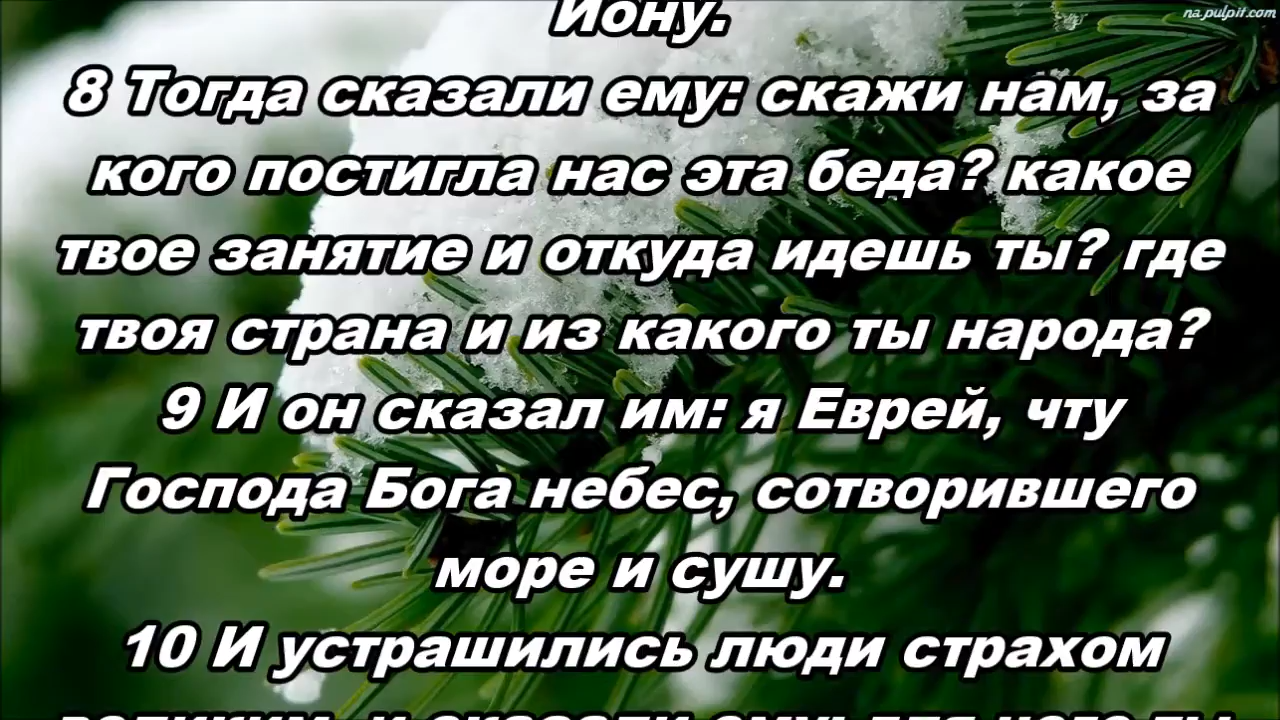 na.pulpit.com
Иону.
8 Тогда сказали ему: скажи нам, за
кого постигла нас эта беда? какое
твое занятие и откуда идешь ты? где
твоя страна и из какого ты народа?
9 И он сказал им: я Еврей, чту
Господа Бога небес, сотворившего
море и сушу.
10 И устрашились люди страхом